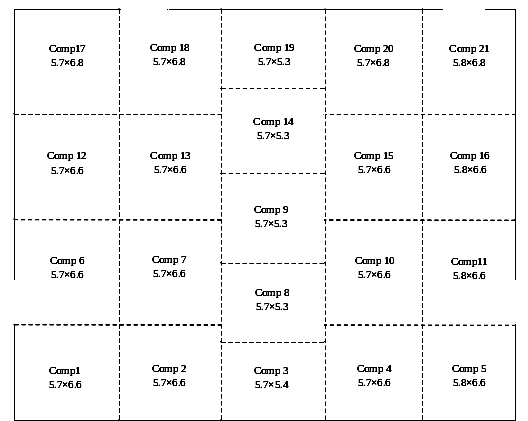 Comp17
5.7×6.8
Comp 18
5.7×6.8
Comp 19
5.7×5.3
Comp 20
5.7×6.8
Comp 21
5.8×6.8
Comp 14
5.7×5.3
Comp 12
5.7×6.6
Comp 13
5.7×6.6
Comp 15
5.7×6.6
Comp 16
5.8×6.6
Comp 9
5.7×5.3
Comp 6
5.7×6.6
Comp 7
5.7×6.6
Comp 10
5.7×6.6
Comp11
5.8×6.6
Comp 8
5.7×5.3
Comp1
5.7×6.6
Comp 2
5.7×6.6
Comp 3
5.7×5.4
Comp 4
5.7×6.6
Comp 5
5.8×6.6